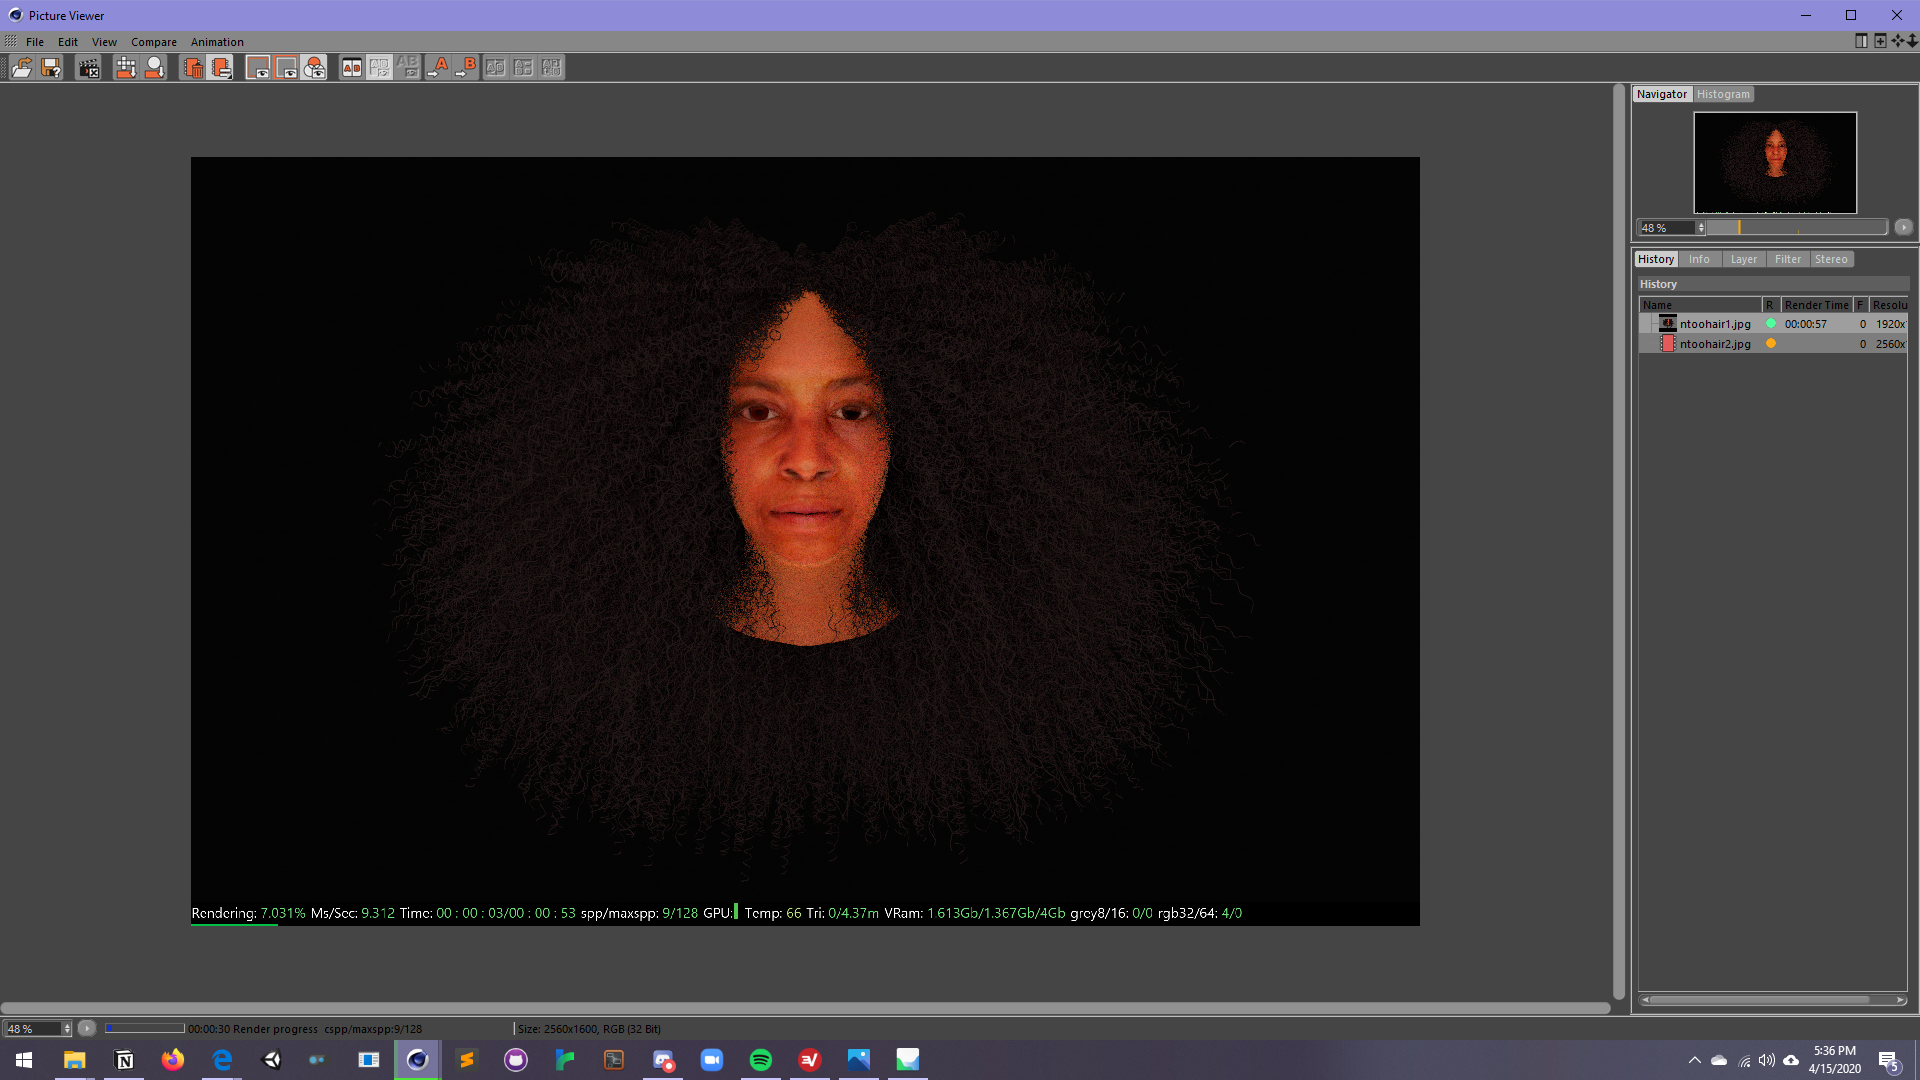 Picture Viewer
File Edit View Compare Animation
Navigator Histogram
48 %
History Info Layer Filter Stereo
History
Name R Render Time F Resolu
ntoohair1.jpg 00:00:57 0 1920x
ntoohair2.jpg 0 2560x
Rendering: 7.031% Ms/Sec: 9.312 Time: 00 : 00 : 03/00 : 00 : 53 spp/maxspp: 9/128 GPU: Temp: 66 Tri: 0/4.37m VRam: 1.613Gb/1.367Gb/4Gb grey8/16: 0/0 rgb32/64: 4/0
48 % 00:00:30 Render progress cspp/maxspp:9/128 Size: 2560x1600, RGB (32 Bit)
5:36 PM
4/15/2020
5